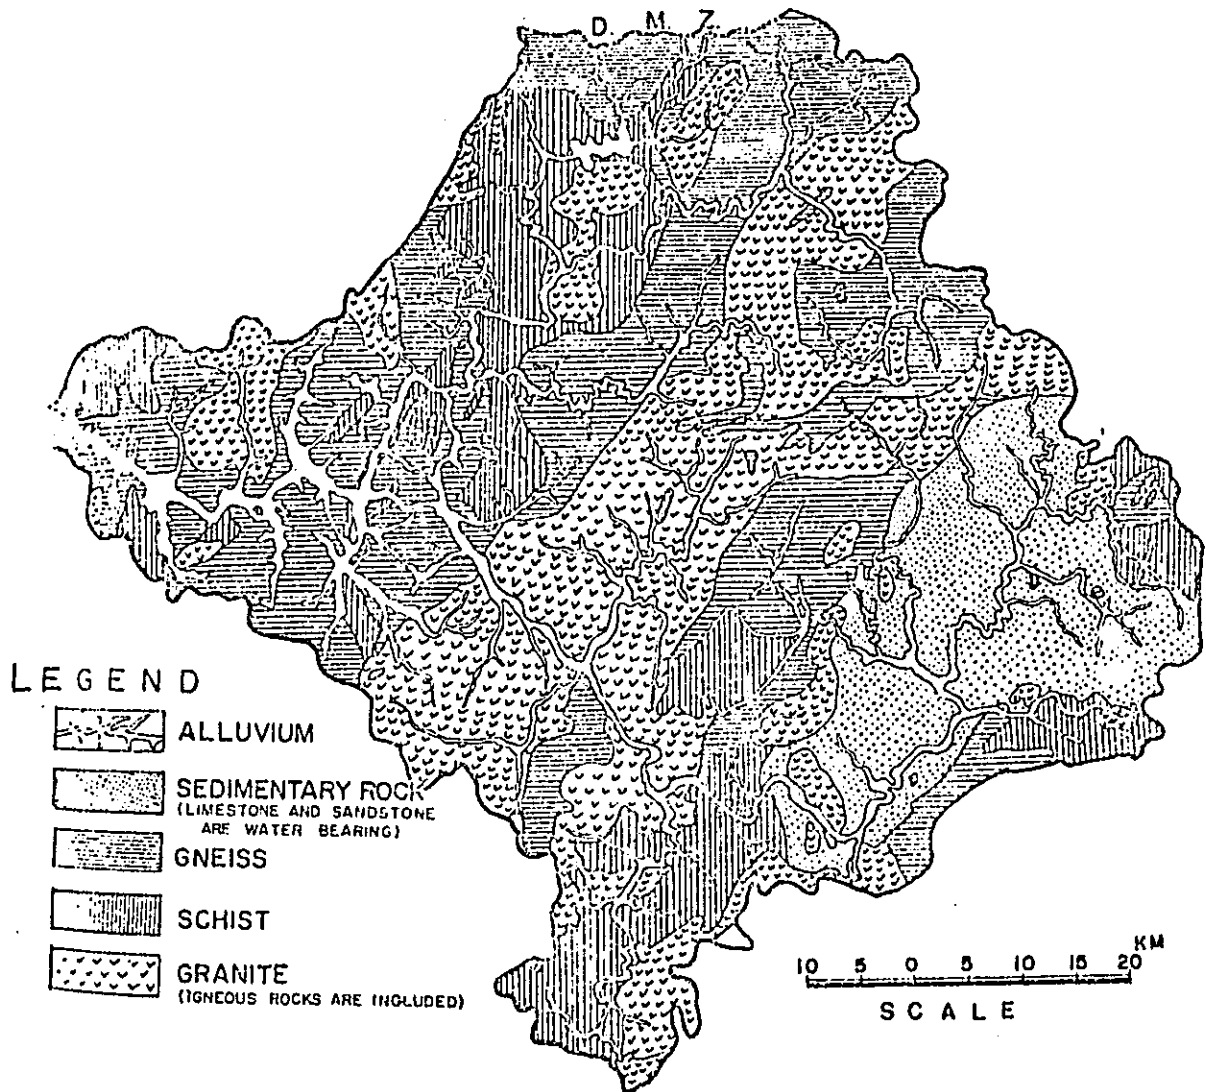 D. M. Z.
LEGEND
ALLUVIUM
SEDIMENTARY ROCK
(LIMESTONE AND SANDSTONE
ARE WATER BEARING)
GNEISS
SCHIST
GRANITE
(IGNEOUS ROCKS ARE INCLUDED)
10 5 0 5 10 15 20 KM
SCALE